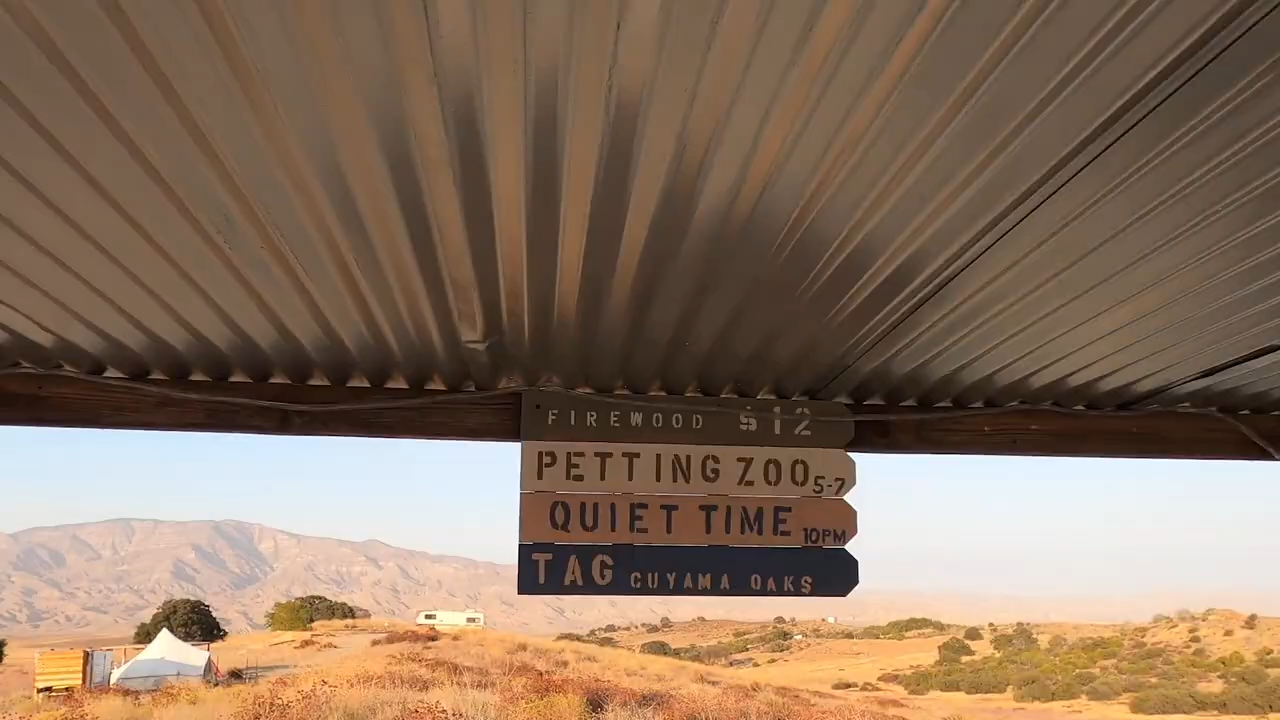 FIREWOOD $12
PETTING ZOO 5-7
QUIET TIME 10PM
TAG CUYAMA OAKS